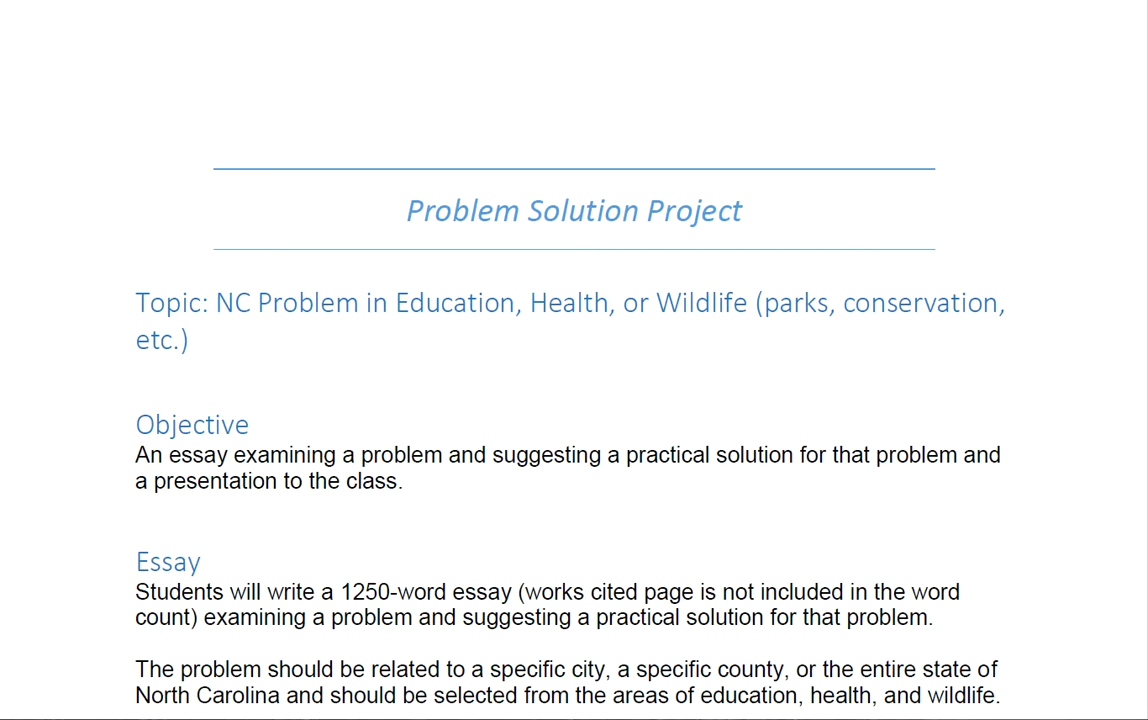 Problem Solution Project
Topic: NC Problem in Education, Health, or Wildlife (parks, conservation,
etc.)
Objective
An essay examining a problem and suggesting a practical solution for that problem and
a presentation to the class.
Essay
Students will write a 1250-word essay (works cited page is not included in the word
count) examining a problem and suggesting a practical solution for that problem.
The problem should be related to a specific city, a specific county, or the entire state of
North Carolina and should be selected from the areas of education, health, and wildlife.